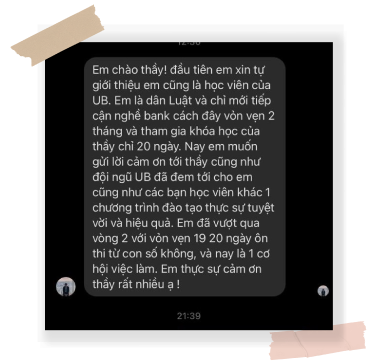 Em chào thầy! đầu tiên em xin tự
giới thiệu em cũng là học viên của
UB. Em là dân Luật và chỉ mới tiếp
cận nghề bank cách đây vỏn vẹn 2
tháng và tham gia khóa học của
thầy chỉ 20 ngày. Nay em muốn
gửi lời cảm ơn tới thầy cũng như
đội ngũ UB đã đem tới cho em
cũng như các bạn học viên khác 1
chương trình đào tạo thực sự tuyệt
vời và hiệu quả. Em đã vượt qua
vòng 2 với vỏn vẹn 19 20 ngày ôn
thi từ con số không, và nay là 1 cơ
hội việc làm. Em thực sự cảm ơn
thầy rất nhiều ạ !
21:39